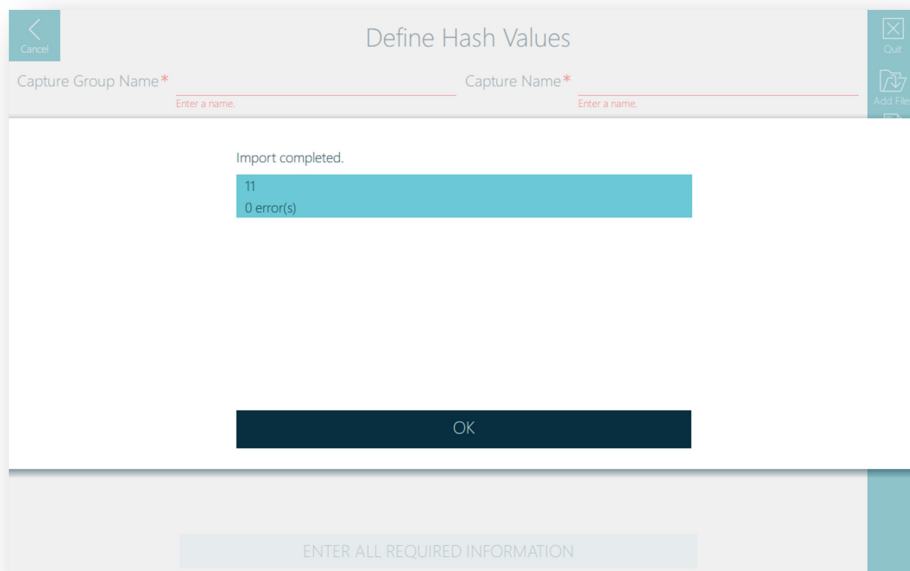 Cancel
Define Hash Values
Quit
Capture Group Name*
Capture Name*
Enter a name.
Enter a name.
Add File
Import completed.
11
0 error(s)
OK
ENTER ALL REQUIRED INFORMATION